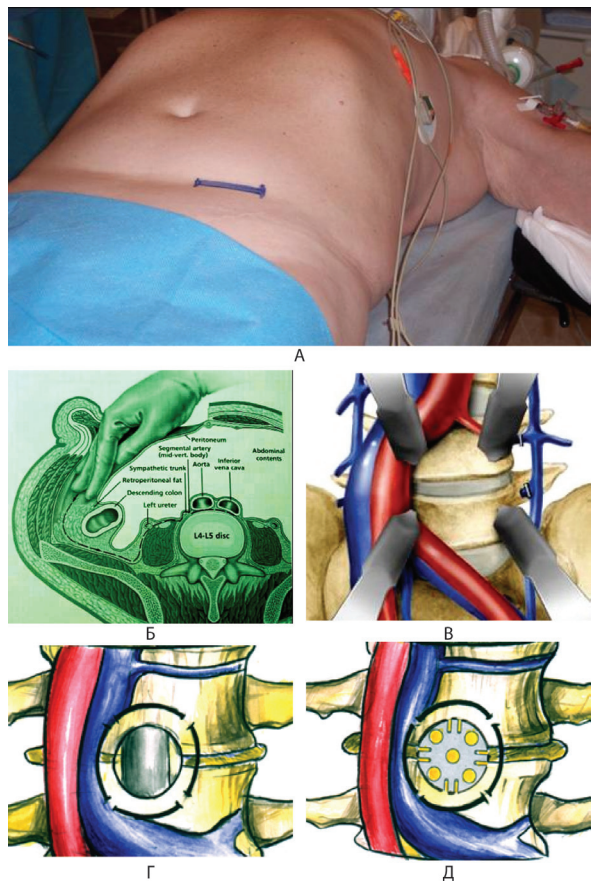 А
Peritoneum
Segmental artery
(mid-vert. body)
Abdominal
contents
Sympathetic trunk
Aorta
Inferior
vena cava
Retroperitoneal fat
Descending colon
Left ureter
L4-L5 disc
Б
В
Г
Д